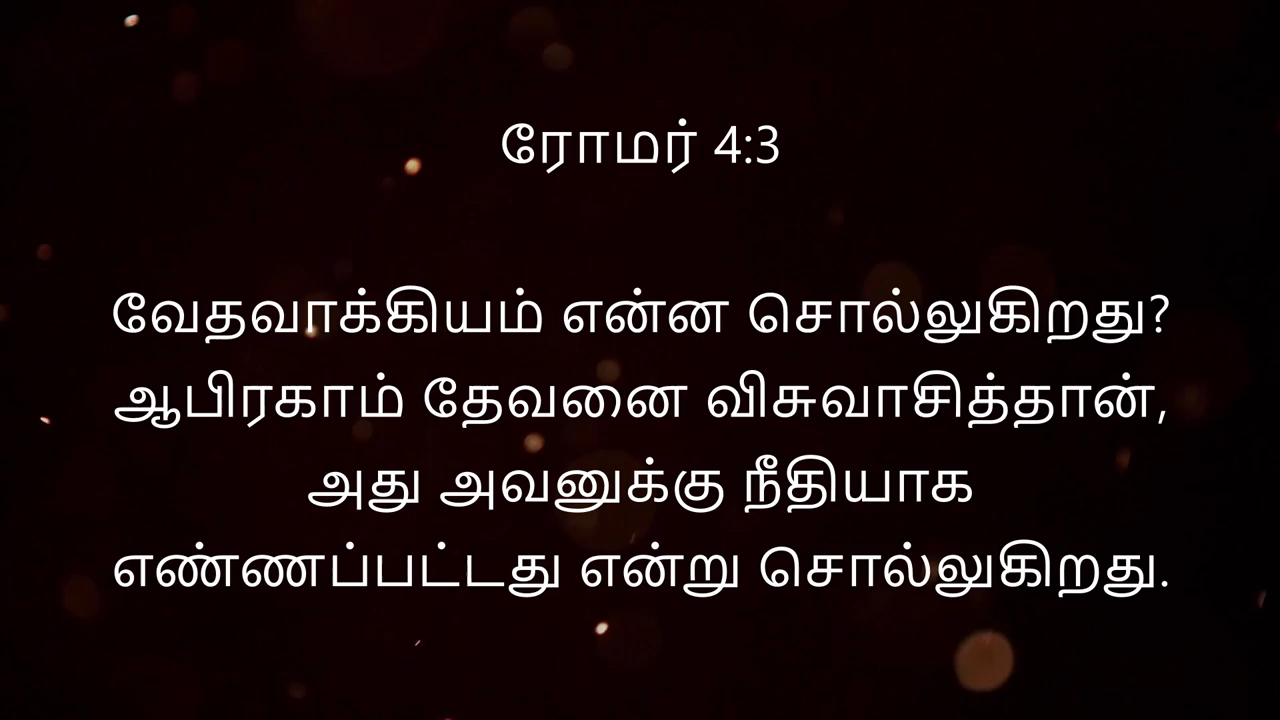 ரோமர் 4:3
வேதவாக்கியம் என்ன சொல்லுகிறது?
ஆபிரகாம் தேவனை விசுவாசித்தான்,
அது அவனுக்கு நீதியாக
எண்ணப்பட்டது என்று சொல்லுகிறது.